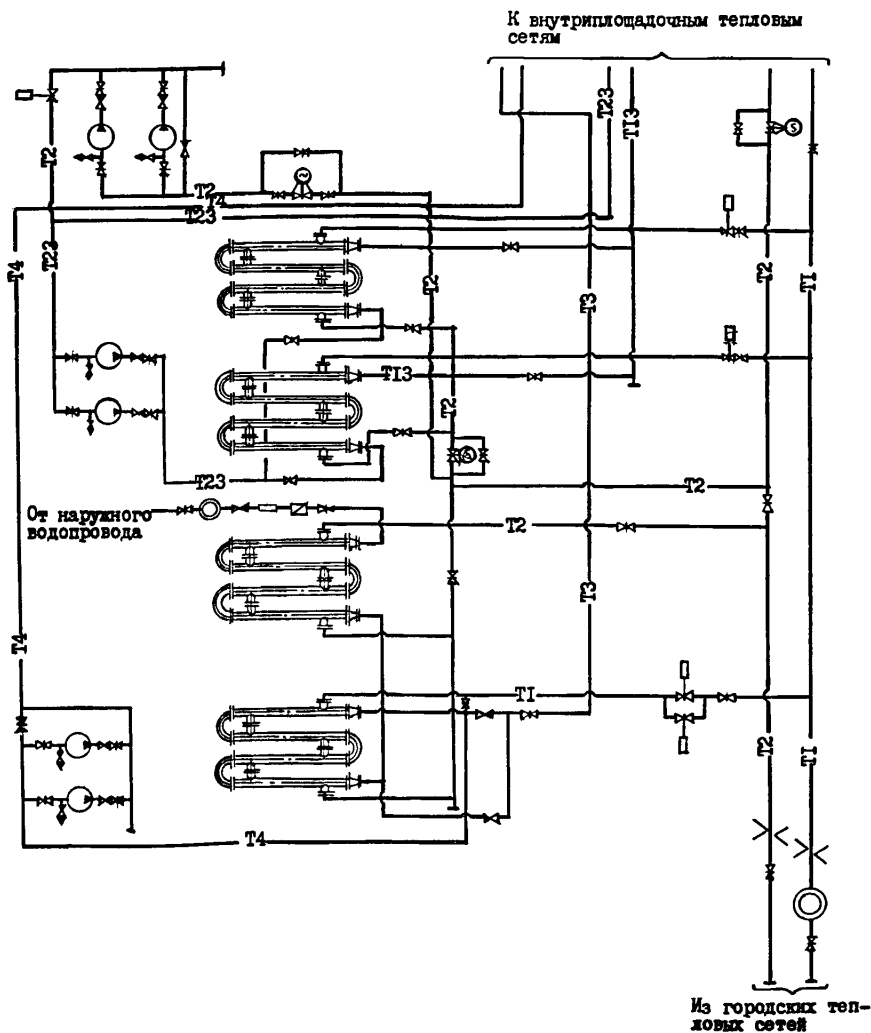 К внутриплощадочным тепловым
сетям
Т23
Т13
Т2
Т2
Т4
Т23
Т23
Т4
Т2
Т3
Т2
Т1
Т13
Т2
Т23
Т2
От наружного
водопровода
Т2
Т3
Т4
Т1
Т2
Т1
Т4
Из городских теп-
ловых сетей
S